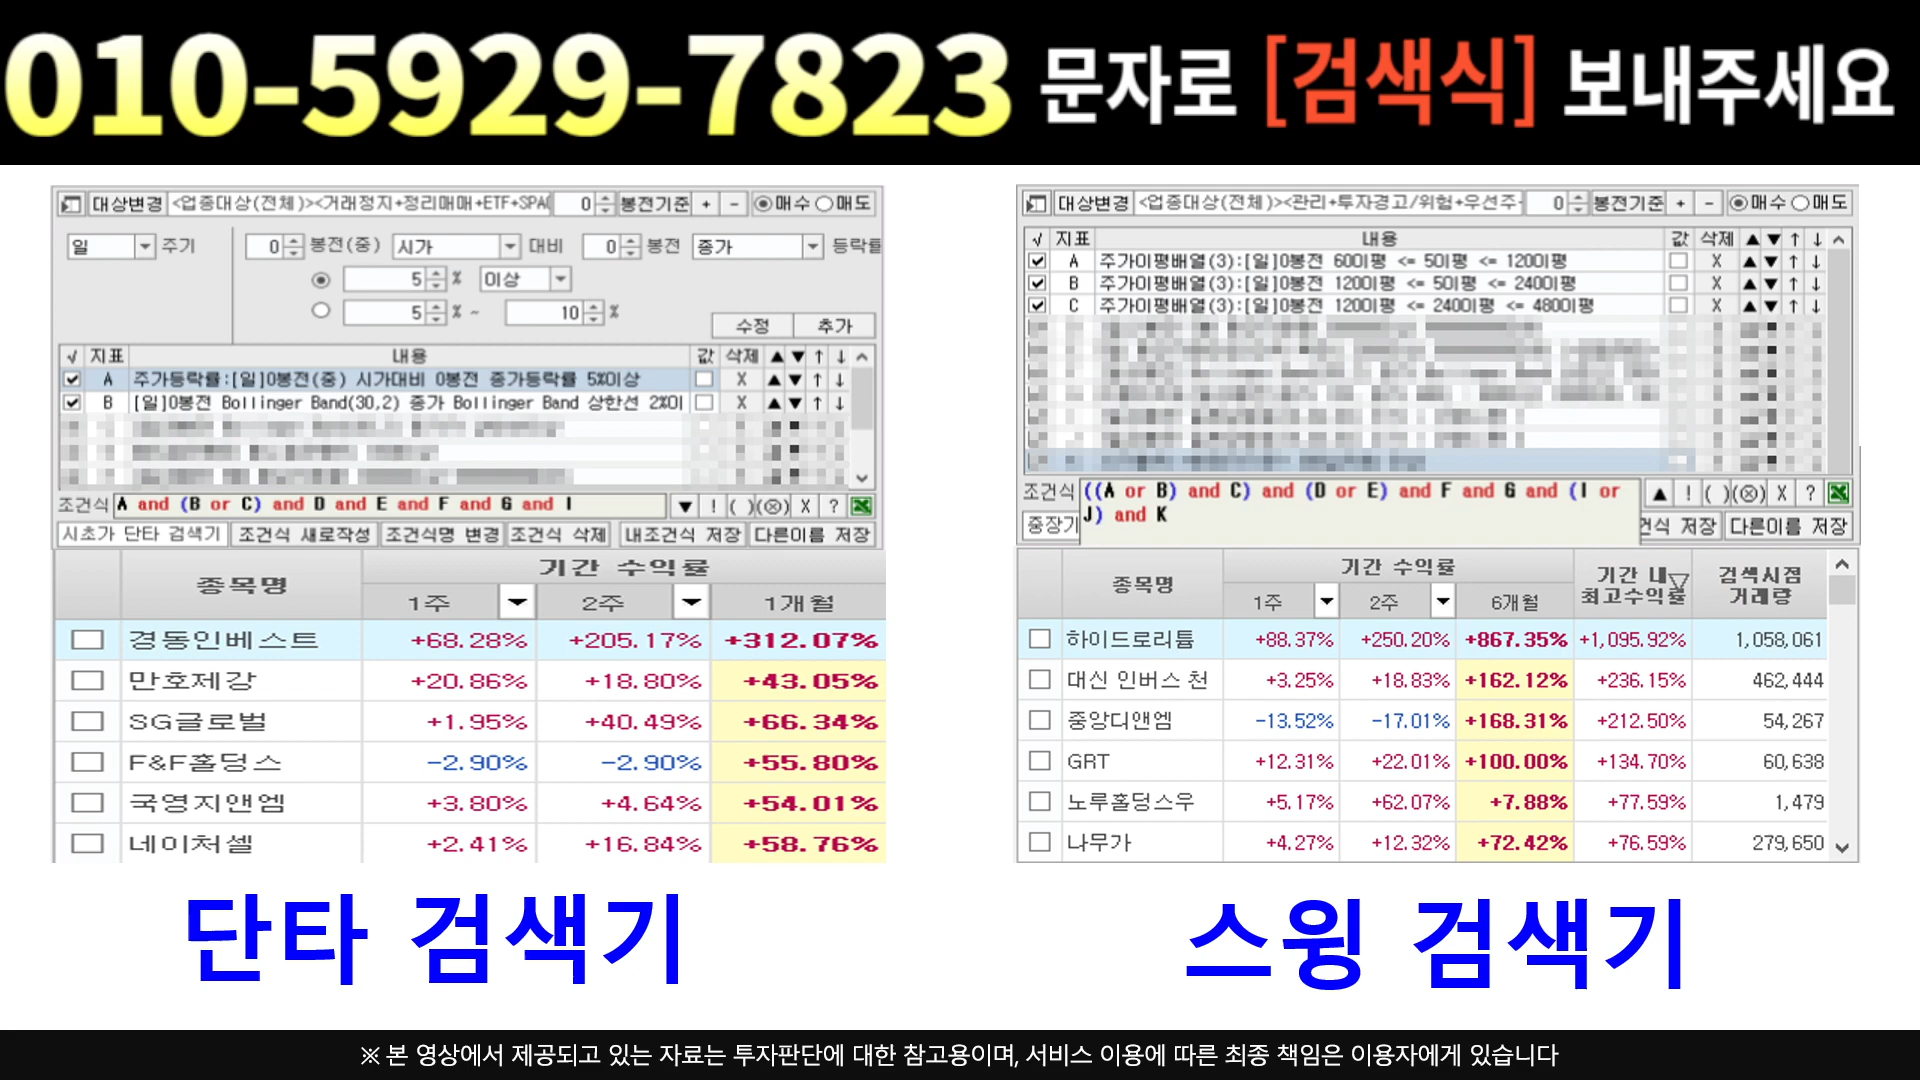 010-5929-7823 문자로 [검색식] 보내주세요
대상변경 <업종대상(전체)><거래정지+정리매매+ETF+SPA 0 봉전기준 + - 매수 매도
일 주기 0 봉전(중) 시가 대비 0 봉전 종가 등락률
5 % 이상
5 % ~ 10 %
수정 추가
√ 지표 내용 값 삭제 ▲ ▼ ↑ ↓
A 주가등락률:[일]0봉전(중) 시가대비 0봉전 종가등락률 5%이상 X ▲ ▼ ↑ ↓
B [일]0봉전 Bollinger Band(30,2) 종가 Bollinger Band 상한선 2%이 X ▲ ▼ ↑ ↓
조건식 A and (B or C) and D and E and F and G and I ▼ ! ( )(⊗) X ?
시초가 단타 검색기 조건식 새로작성 조건식명 변경 조건식 삭제 내조건식 저장 다른이름 저장
종목명 기간 수익률
1주 2주 1개월
경동인베스트 +68.28% +205.17% +312.07%
만호제강 +20.86% +18.80% +43.05%
SG글로벌 +1.95% +40.49% +66.34%
F&F홀딩스 -2.90% -2.90% +55.80%
국영지앤엠 +3.80% +4.64% +54.01%
네이처셀 +2.41% +16.84% +58.76%
단타 검색기
대상변경 <업종대상(전체)><관리+투자경고/위험+우선주+ 0 봉전기준 + - 매수 매도
√ 지표 내용 값 삭제 ▲ ▼ ↑ ↓
A 주가이평배열(3):[일]0봉전 60이평 <= 5이평 <= 120이평 X ▲ ▼ ↑ ↓
B 주가이평배열(3):[일]0봉전 120이평 <= 5이평 <= 240이평 X ▲ ▼ ↑ ↓
C 주가이평배열(3):[일]0봉전 120이평 <= 240이평 <= 480이평 X ▲ ▼ ↑ ↓
조건식 ((A or B) and C) and (D or E) and F and G and (I or ▲ ! ( )(⊗) X ?
J) and K
중장기 건식 저장 다른이름 저장
종목명 기간 수익률 기간 내 최고수익률 검색시점 거래량
1주 2주 6개월
하이드로리튬 +88.37% +250.20% +867.35% +1,095.92% 1,058,061
대신 인버스 천 +3.25% +18.83% +162.12% +236.15% 462,444
중앙디앤엠 -13.52% -17.01% +168.31% +212.50% 54,267
GRT +12.31% +22.01% +100.00% +134.70% 60,638
노루홀딩스우 +5.17% +62.07% +7.88% +77.59% 1,479
나무가 +4.27% +12.32% +72.42% +76.59% 279,650
스윙 검색기
※ 본 영상에서 제공되고 있는 자료는 투자판단에 대한 참고용이며, 서비스 이용에 따른 최종 책임은 이용자에게 있습니다